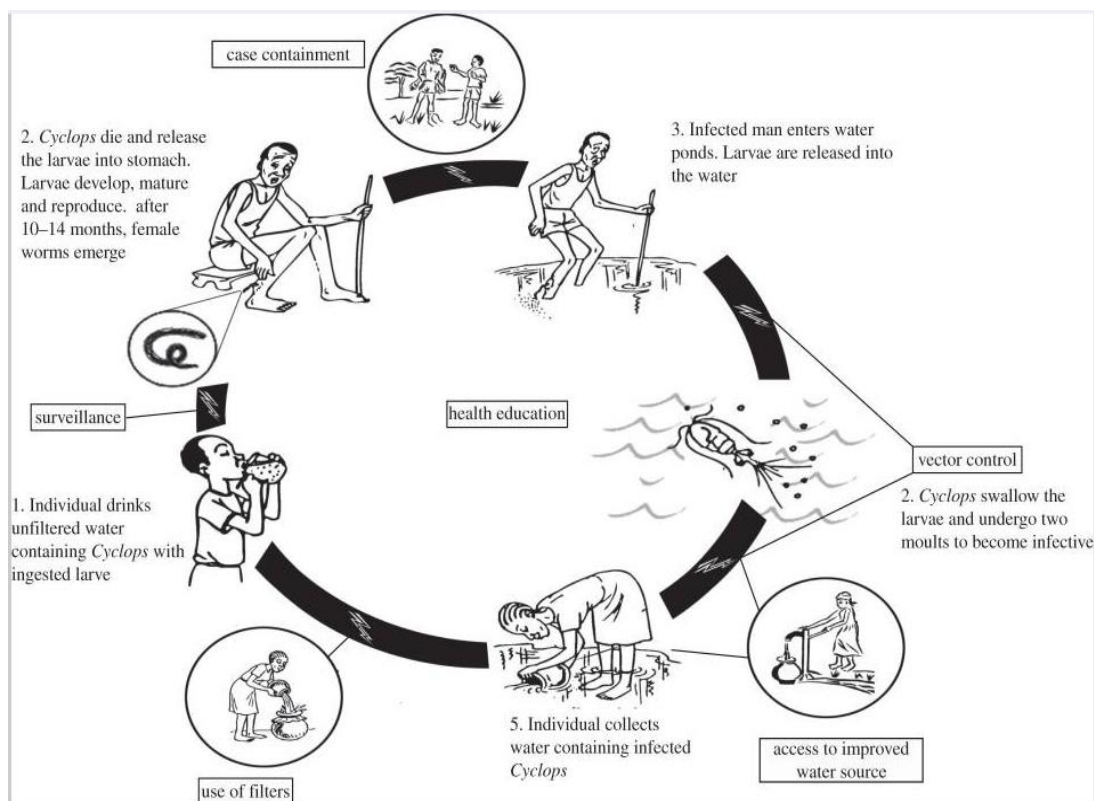 case containment
2. Cyclops die and release
the larvae into stomach.
Larvae develop, mature
and reproduce. after
10–14 months, female
worms emerge
3. Infected man enters water
ponds. Larvae are released into
the water
surveillance
health education
vector control
1. Individual drinks
unfiltered water
containing Cyclops with
ingested larve
2. Cyclops swallow the
larvae and undergo two
moults to become infective
5. Individual collects
water containing infected
Cyclops
access to improved
water source
use of filters